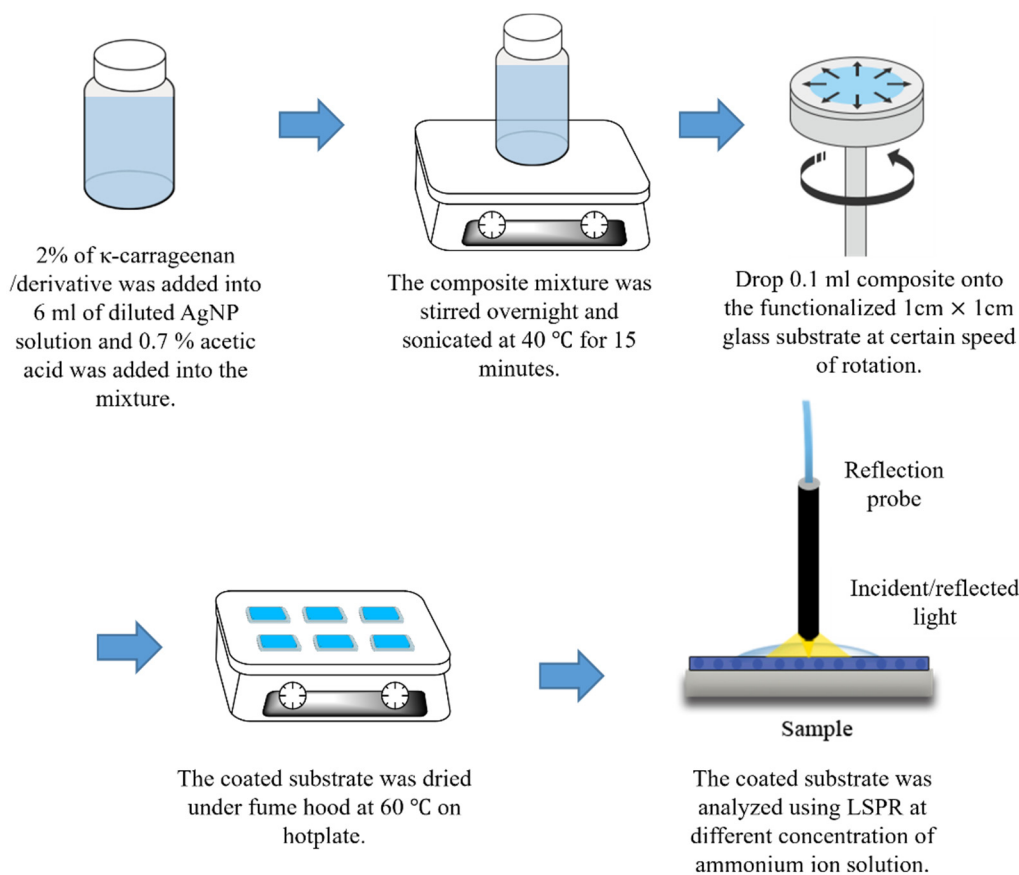 2% of κ-carrageenan
/derivative was added into
6 ml of diluted AgNP
solution and 0.7 % acetic
acid was added into the
mixture.
The composite mixture was
stirred overnight and
sonicated at 40 ℃ for 15
minutes.
Drop 0.1 ml composite onto
the functionalized 1cm × 1cm
glass substrate at certain speed
of rotation.
The coated substrate was dried
under fume hood at 60 ℃ on
hotplate.
Reflection
probe
Incident/reflected
light
Sample
The coated substrate was
analyzed using LSPR at
different concentration of
ammonium ion solution.